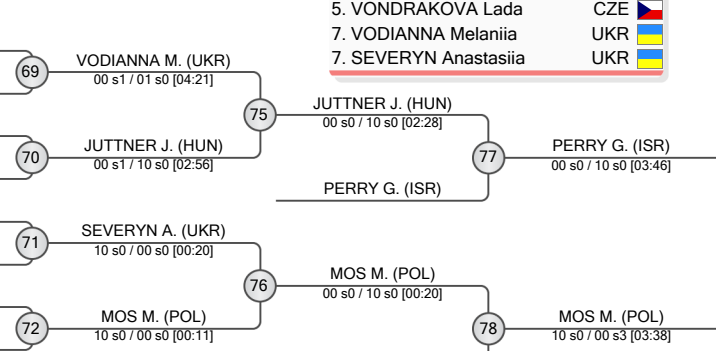 5. VONDRAKOVA Lada CZE
7. VODIANNA Melaniia UKR
7. SEVERYN Anastasiia UKR
69
VODIANNA M. (UKR)
00 s1 / 01 s0 [04:21]
75
JUTTNER J. (HUN)
00 s0 / 10 s0 [02:28]
70
JUTTNER J. (HUN)
00 s1 / 10 s0 [02:56]
77
PERRY G. (ISR)
00 s0 / 10 s0 [03:46]
PERRY G. (ISR)
71
SEVERYN A. (UKR)
10 s0 / 00 s0 [00:20]
76
MOS M. (POL)
00 s0 / 10 s0 [00:20]
72
MOS M. (POL)
10 s0 / 00 s0 [00:11]
78
MOS M. (POL)
10 s0 / 00 s3 [03:38]